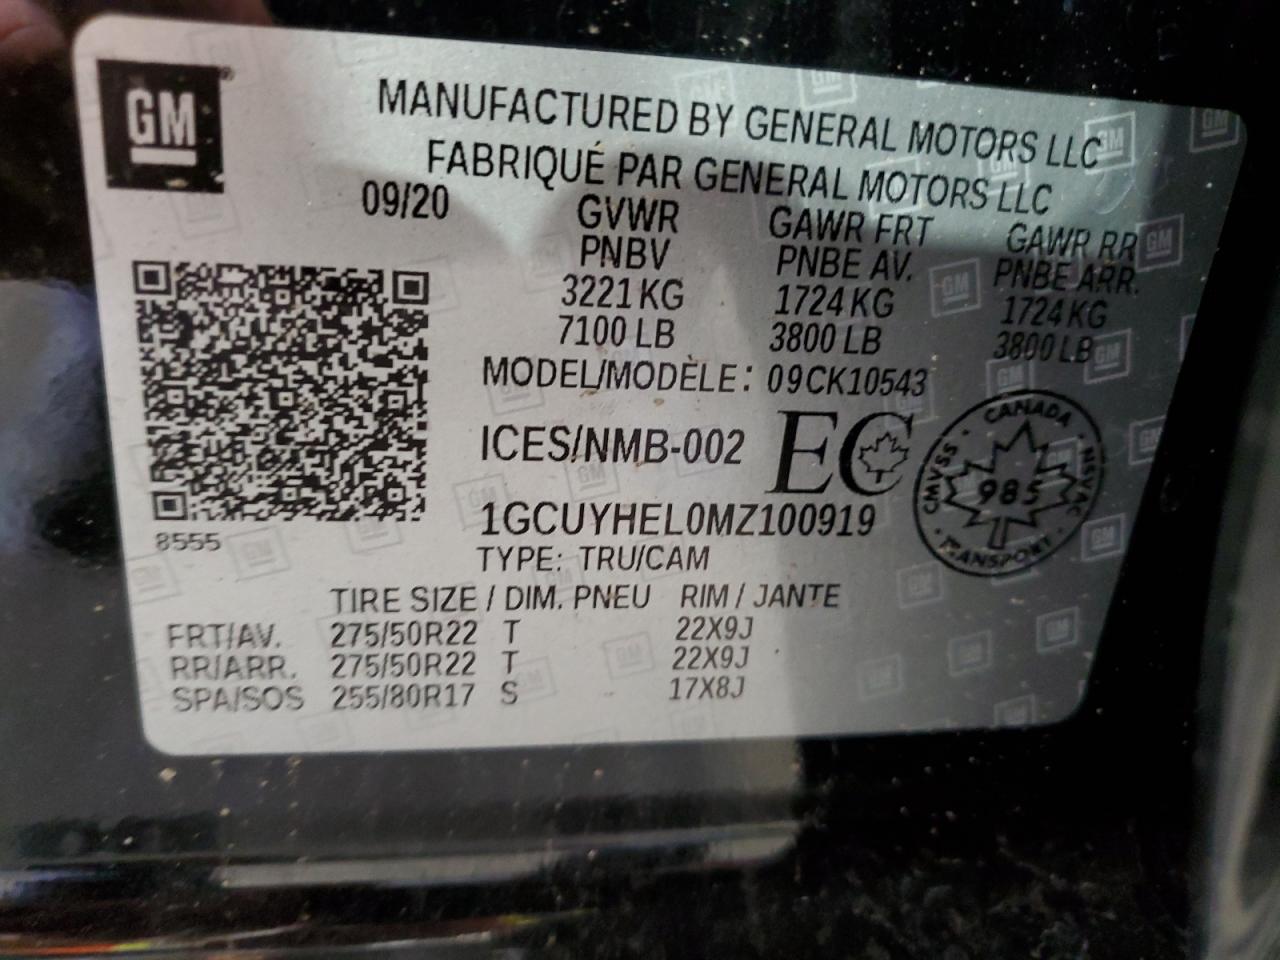 GM
MANUFACTURED BY GENERAL MOTORS LLC
FABRIQUÉ PAR GENERAL MOTORS LLC
09/20 GVWR GAWR FRT GAWR RR
PNBV PNBE AV. PNBE ARR.
3221 KG 1724 KG 1724 KG
7100 LB 3800 LB 3800 LB
MODEL/MODÈLE: 09CK10543
ICES/NMB-002 EC
CANADA
CMVSS · NSVAC
985
TRANSPORT
1GCUYHEL0MZ100919
8555
TYPE: TRU/CAM
TIRE SIZE / DIM. PNEU RIM / JANTE
FRT/AV. 275/50R22 T 22X9J
RR/ARR. 275/50R22 T 22X9J
SPA/SOS 255/80R17 S 17X8J